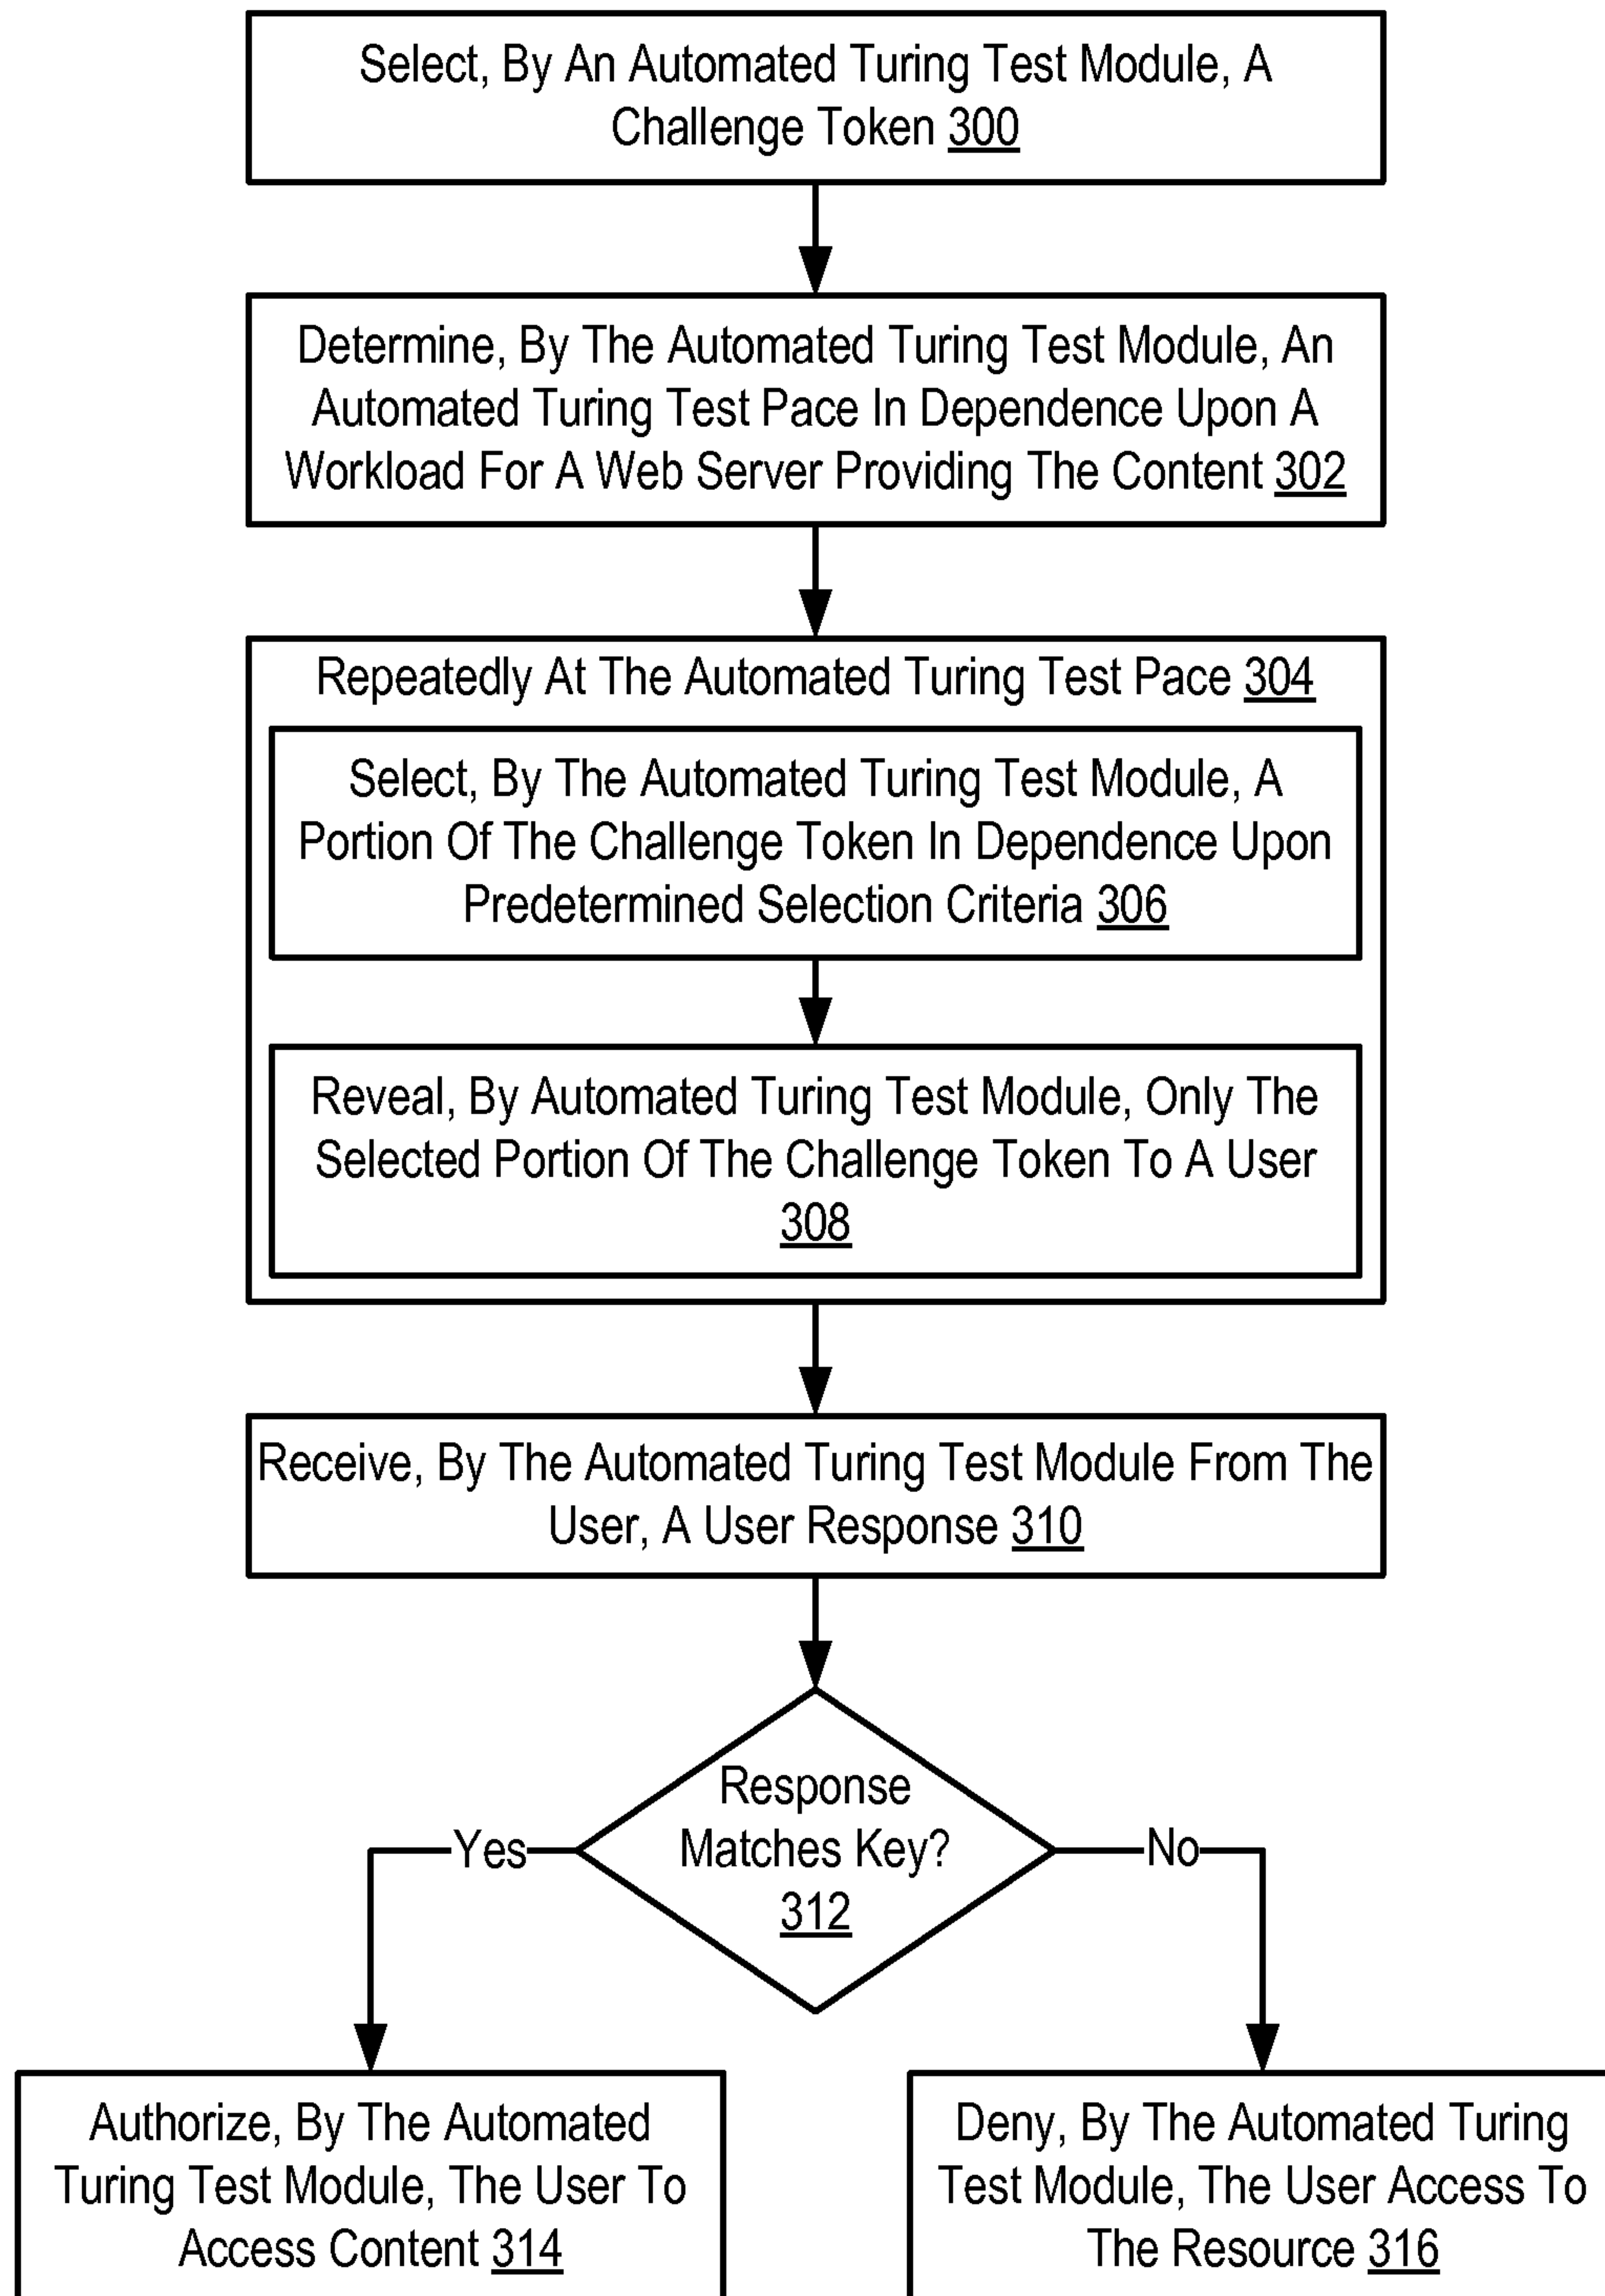 Select, By An Automated Turing Test Module, A
Challenge Token 300
Determine, By The Automated Turing Test Module, An
Automated Turing Test Pace In Dependence Upon A
Workload For A Web Server Providing The Content 302
Repeatedly At The Automated Turing Test Pace 304
Select, By The Automated Turing Test Module, A
Portion Of The Challenge Token In Dependence Upon
Predetermined Selection Criteria 306
Reveal, By Automated Turing Test Module, Only The
Selected Portion Of The Challenge Token To A User
308
Receive, By The Automated Turing Test Module From The
User, A User Response 310
Response
Matches Key?
312
Yes
No
Authorize, By The Automated
Turing Test Module, The User To
Access Content 314
Deny, By The Automated Turing
Test Module, The User Access To
The Resource 316